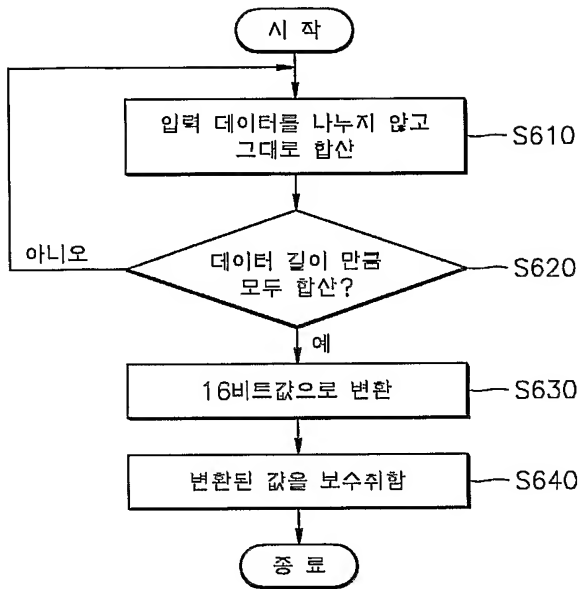 시 작
입력 데이터를 나누지 않고
그대로 합산
S610
아니오
데이터 길이 만큼
모두 합산?
S620
예
16비트값으로 변환
S630
변환된 값을 보수취함
S640
종 료